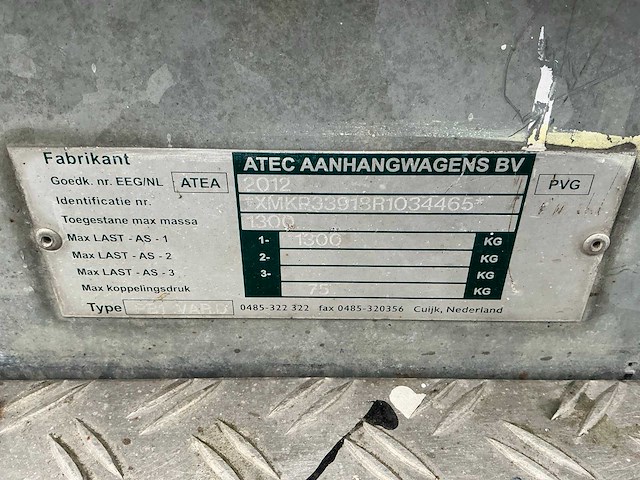 Fabrikant ATEC AANHANGWAGENS BV
Goedk. nr. EEG/NL ATEA 2012 PVG
Identificatie nr.
Toegestane max massa 1300
Max LAST - AS - 1 1- 1300 KG
Max LAST - AS - 2 2- KG
Max LAST - AS - 3 3- KG
Max koppelingsdruk 75 KG
Type 0485-322 322 fax 0485-320356 Cuijk, Nederland